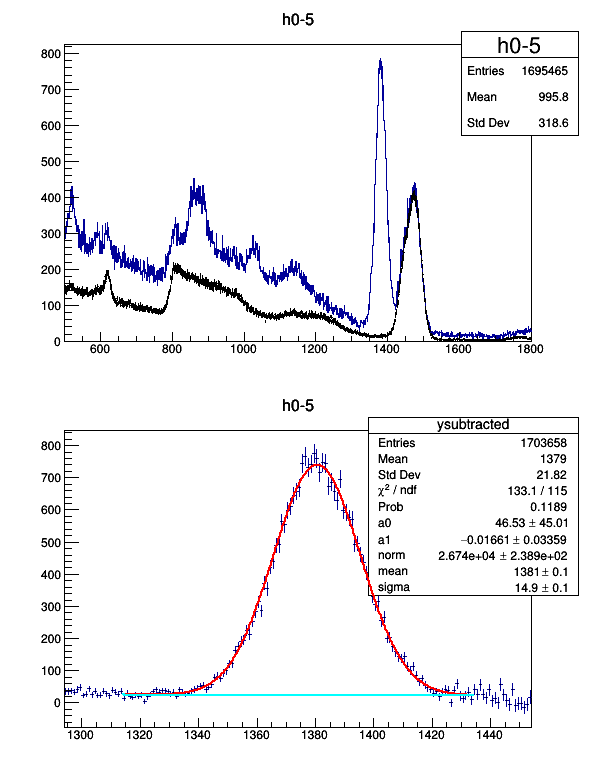 h0-5
h0-5
Entries 1695465
Mean 995.8
Std Dev 318.6
800
700
600
500
400
300
200
100
0
600 800 1000 1200 1400 1600 1800
h0-5
ysubtracted
Entries 1703658
Mean 1379
Std Dev 21.82
χ² / ndf 133.1 / 115
Prob 0.1189
a0 46.53 ± 45.01
a1 −0.01661 ± 0.03359
norm 2.674e+04 ± 2.389e+02
mean 1381 ± 0.1
sigma 14.9 ± 0.1
800
700
600
500
400
300
200
100
0
1300 1320 1340 1360 1380 1400 1420 1440